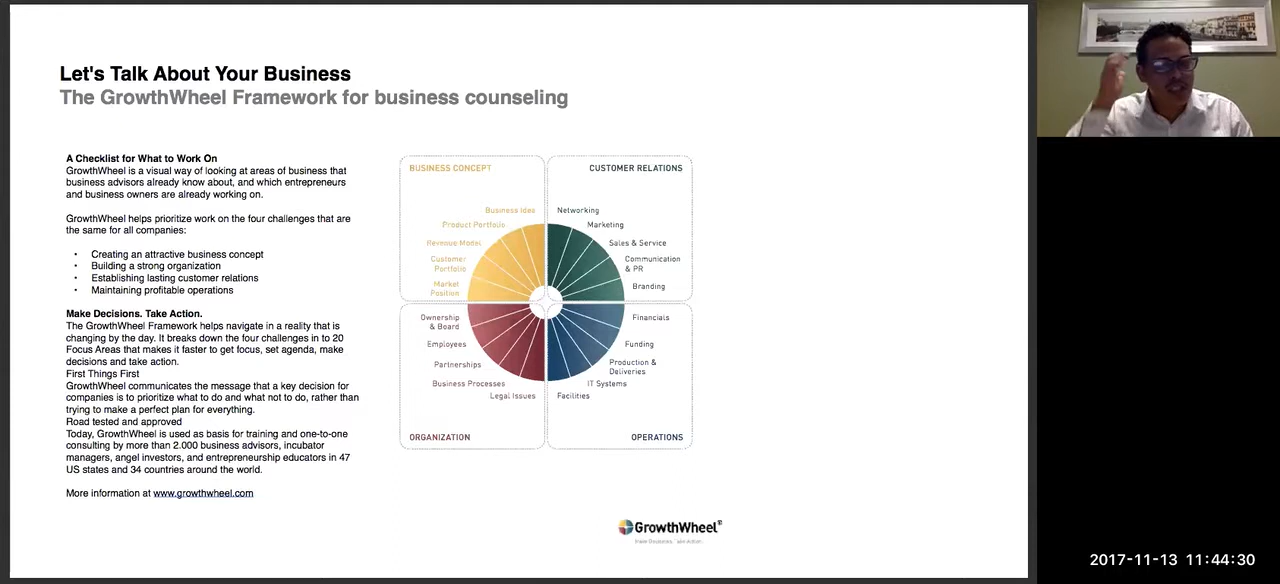 Let's Talk About Your Business
The GrowthWheel Framework for business counseling
A Checklist for What to Work On
GrowthWheel is a visual way of looking at areas of business that
business advisors already know about, and which entrepreneurs
and business owners are already working on.
GrowthWheel helps prioritize work on the four challenges that are
the same for all companies:
• Creating an attractive business concept
• Building a strong organization
• Establishing lasting customer relations
• Maintaining profitable operations
Make Decisions. Take Action.
The GrowthWheel Framework helps navigate in a reality that is
changing by the day. It breaks down the four challenges in to 20
Focus Areas that makes it faster to get focus, set agenda, make
decisions and take action.
First Things First
GrowthWheel communicates the message that a key decision for
companies is to prioritize what to do and what not to do, rather than
trying to make a perfect plan for everything.
Road tested and approved
Today, GrowthWheel is used as basis for training and one-to-one
consulting by more than 2.000 business advisors, incubator
managers, angel investors, and entrepreneurship educators in 47
US states and 34 countries around the world.
More information at www.growthwheel.com
BUSINESS CONCEPT
Business Idea
Product Portfolio
Revenue Model
Customer
Portfolio
Market
Position
CUSTOMER RELATIONS
Networking
Marketing
Sales & Service
Communication
& PR
Branding
Ownership
& Board
Employees
Partnerships
Business Processes
Legal Issues
ORGANIZATION
Financials
Funding
Production &
Deliveries
IT Systems
Facilities
OPERATIONS
GrowthWheel®
Make Decisions. Take Action.
2017-11-13 11:44:30